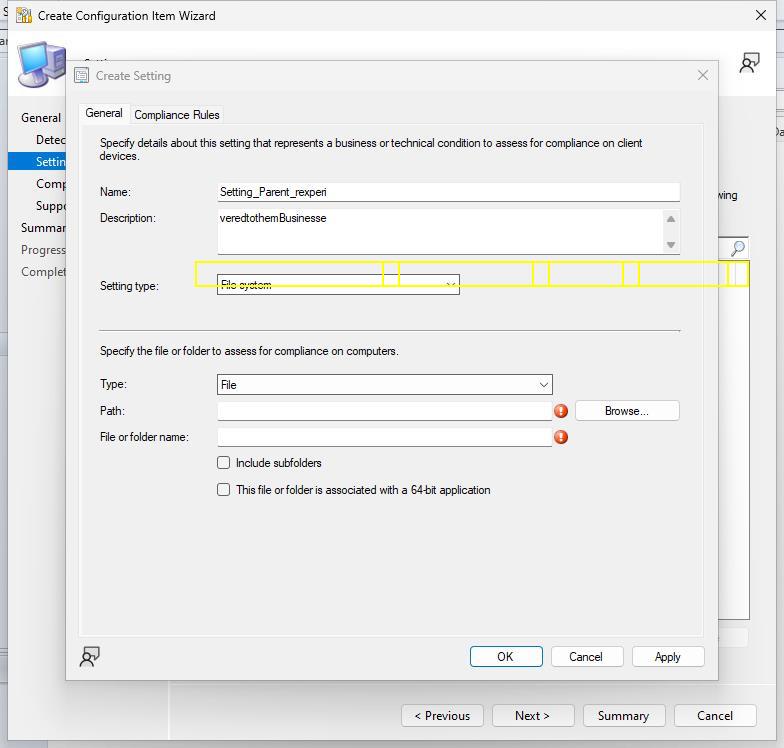 Create Configuration Item Wizard
Create Setting
General
Compliance Rules
General
Specify details about this setting that represents a business or technical condition to assess for compliance on client
devices.
Name:
Setting_Parent_rexperi
Description:
veredtothemBusinesse
Setting type:
File system
Summar
Progress
Complet
Specify the file or folder to assess for compliance on computers.
Type:
File
Path:
Browse...
File or folder name:
Include subfolders
This file or folder is associated with a 64-bit application
OK
Cancel
Apply
< Previous
Next >
Summary
Cancel
Detec
Settin
Comp
Suppo
wing